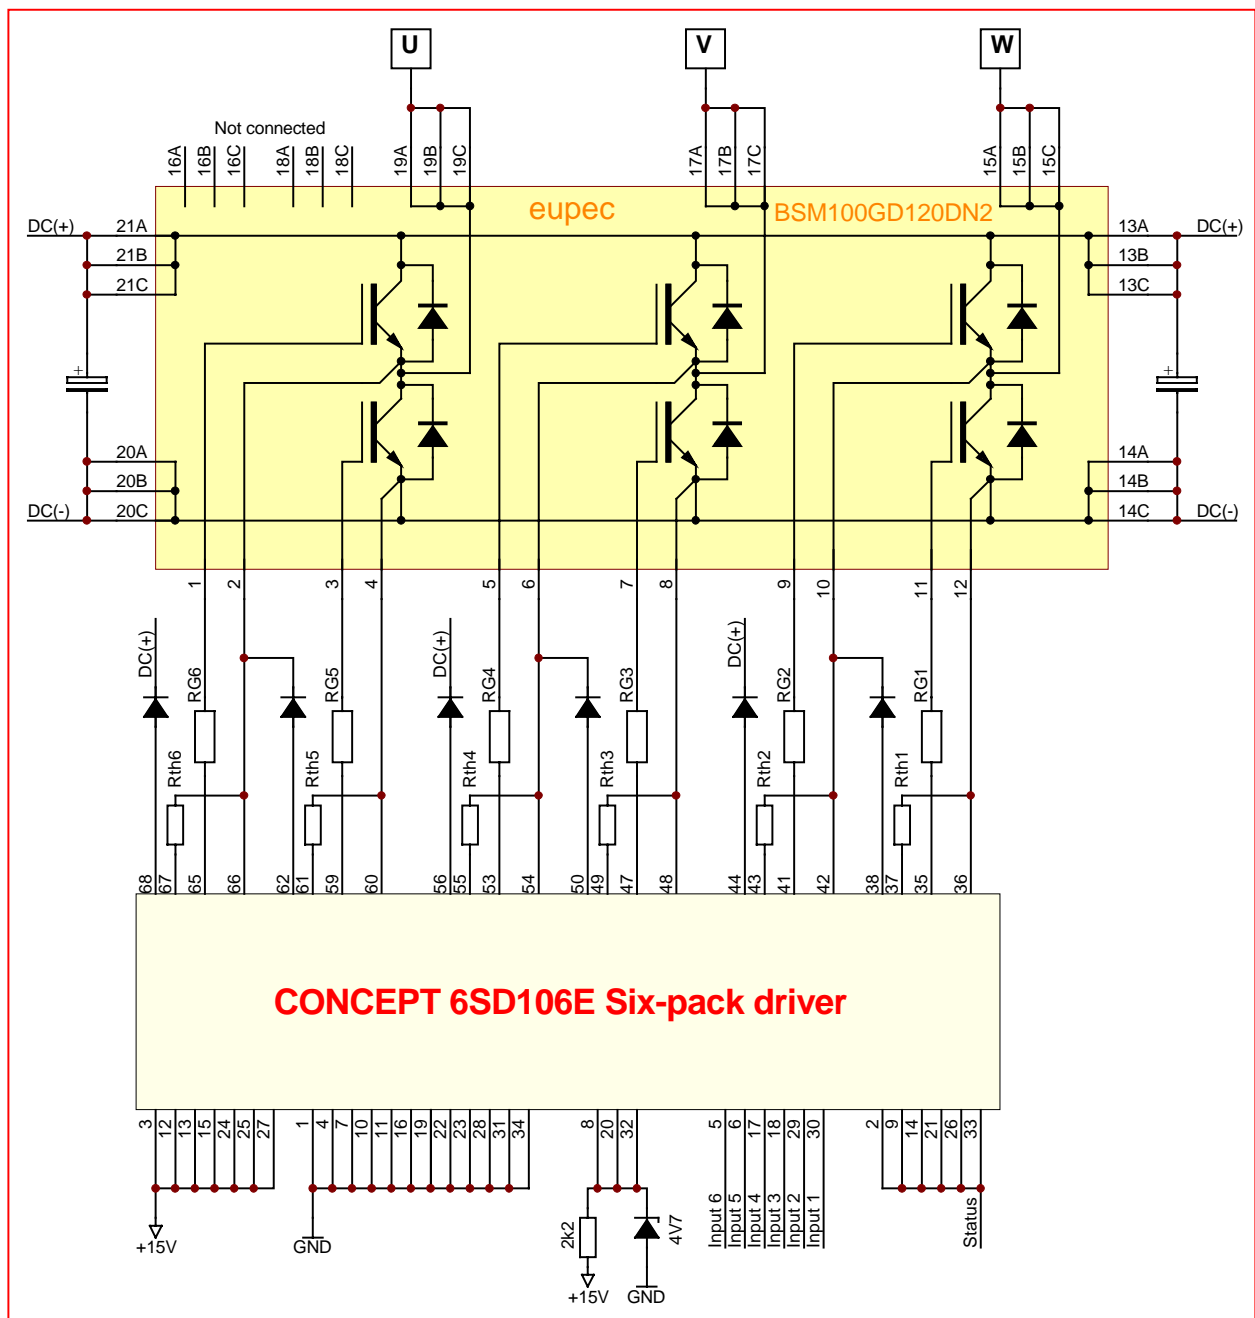 U V W
Not connected
16A 16B 16C 18A 18B 18C 19A 19B 19C 17A 17B 17C 15A 15B 15C
eupec BSM100GD120DN2
DC(+) 21A 13A DC(+)
21B 13B
21C 13C
+ +
20A 14A
20B 14B
DC(-) 20C 14C DC(-)
1 2 3 4 5 6 7 8 9 10 11 12
DC(+) DC(+) DC(+)
RG6 RG5 RG4 RG3 RG2 RG1
Rth6 Rth5 Rth4 Rth3 Rth2 Rth1
68 67 65 66 62 61 59 60 56 55 53 54 50 49 47 48 44 43 41 42 38 37 35 36
CONCEPT 6SD106E Six-pack driver
3 12 13 15 24 25 27 1 4 7 10 11 16 19 22 23 28 31 34 8 20 32 5 6 17 18 29 30 2 9 14 21 26 33
Input 6 Input 5 Input 4 Input 3 Input 2 Input 1 Status
2k2 4V7
+15V GND
+15V GND